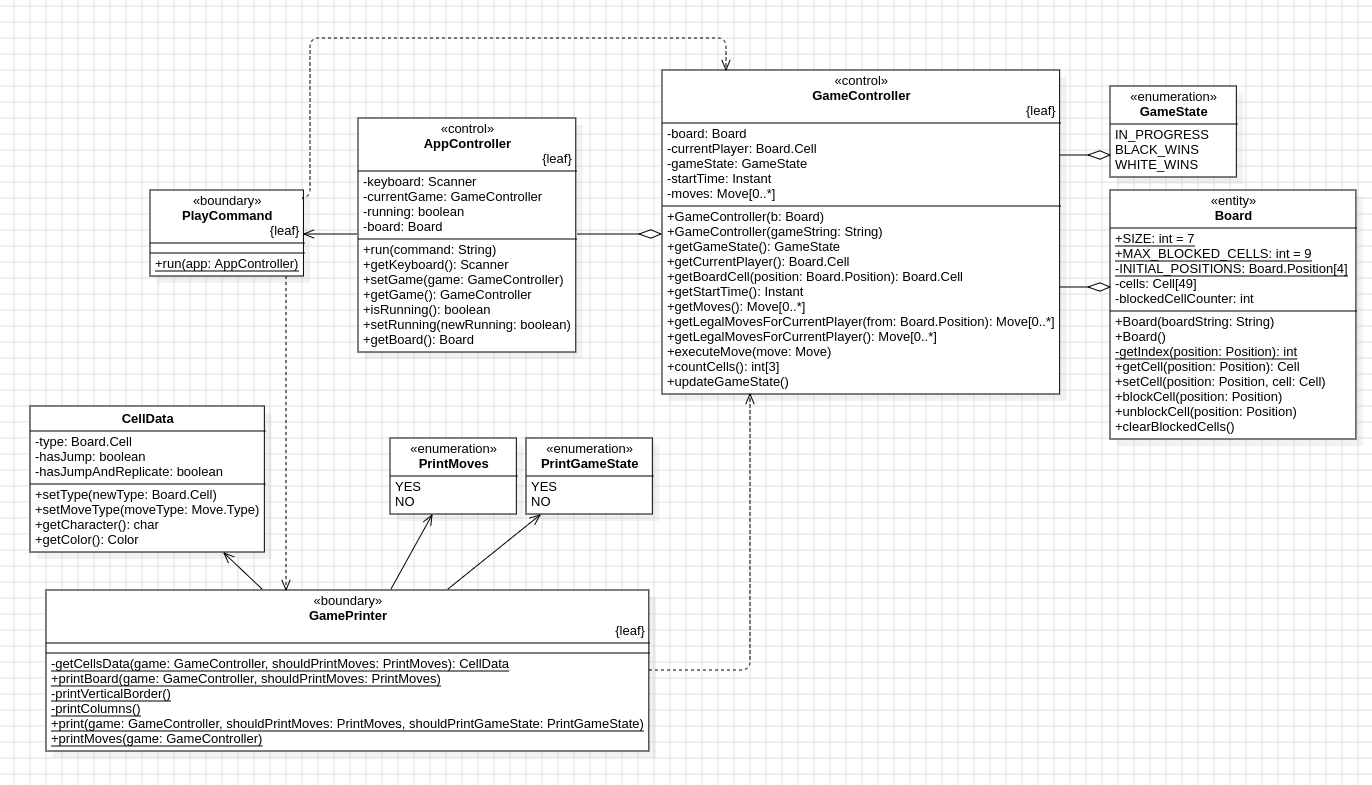 «control»
GameController
{leaf}
-board: Board
-currentPlayer: Board.Cell
-gameState: GameState
-startTime: Instant
-moves: Move[0..*]
+GameController(b: Board)
+GameController(gameString: String)
+getGameState(): GameState
+getCurrentPlayer(): Board.Cell
+getBoardCell(position: Board.Position): Board.Cell
+getStartTime(): Instant
+getMoves(): Move[0..*]
+getLegalMovesForCurrentPlayer(from: Board.Position): Move[0..*]
+getLegalMovesForCurrentPlayer(): Move[0..*]
+executeMove(move: Move)
+countCells(): int[3]
+updateGameState()
«enumeration»
GameState
IN_PROGRESS
BLACK_WINS
WHITE_WINS
«control»
AppController
{leaf}
-keyboard: Scanner
-currentGame: GameController
-running: boolean
-board: Board
+run(command: String)
+getKeyboard(): Scanner
+setGame(game: GameController)
+getGame(): GameController
+isRunning(): boolean
+setRunning(newRunning: boolean)
+getBoard(): Board
«boundary»
PlayCommand
{leaf}
+run(app: AppController)
«entity»
Board
+SIZE: int = 7
+MAX_BLOCKED_CELLS: int = 9
-INITIAL_POSITIONS: Board.Position[4]
-cells: Cell[49]
-blockedCellCounter: int
+Board(boardString: String)
+Board()
-getIndex(position: Position): int
+getCell(position: Position): Cell
+setCell(position: Position, cell: Cell)
+blockCell(position: Position)
+unblockCell(position: Position)
+clearBlockedCells()
CellData
-type: Board.Cell
-hasJump: boolean
-hasJumpAndReplicate: boolean
+setType(newType: Board.Cell)
+setMoveType(moveType: Move.Type)
+getCharacter(): char
+getColor(): Color
«enumeration»
PrintMoves
YES
NO
«enumeration»
PrintGameState
YES
NO
«boundary»
GamePrinter
{leaf}
-getCellsData(game: GameController, shouldPrintMoves: PrintMoves): CellData
+printBoard(game: GameController, shouldPrintMoves: PrintMoves)
-printVerticalBorder()
-printColumns()
+print(game: GameController, shouldPrintMoves: PrintMoves, shouldPrintGameState: PrintGameState)
+printMoves(game: GameController)